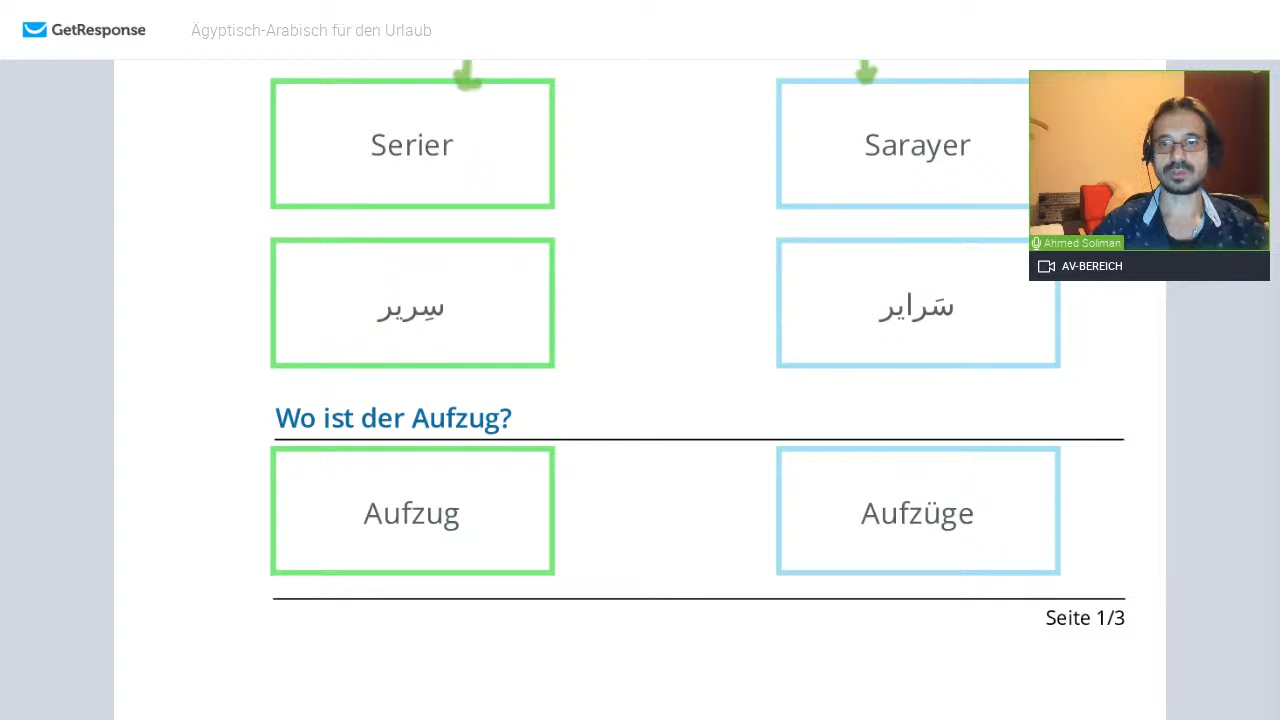 GetResponse
Ägyptisch-Arabisch für den Urlaub
Serier
Sarayer
Ahmed Soliman
AV-BEREICH
سِرير
سَراير
Wo ist der Aufzug?
Aufzug
Aufzüge
Seite 1/3